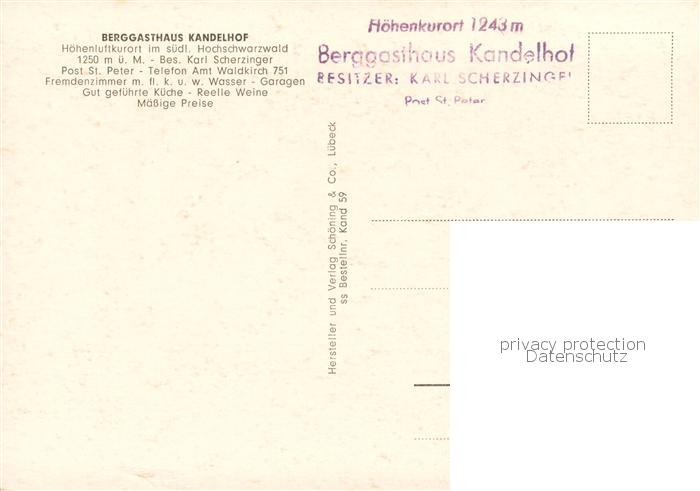 BERGGASTHAUS KANDELHOF
Höhenluftkurort im südl. Hochschwarzwald
1250 m ü. M. - Bes. Karl Scherzinger
Post St. Peter - Telefon Amt Waldkirch 751
Fremdenzimmer m. fl. k. u. w. Wasser - Garagen
Gut geführte Küche - Reelle Weine
Mäßige Preise
Höhenkurort 1243 m
Berggasthaus Kandelhof
BESITZER: KARL SCHERZINGE
Post St. Peter
Hersteller und Verlag Schöning & Co., Lübeck
ss Bestellnr. Kand 59
privacy protection
Datenschutz